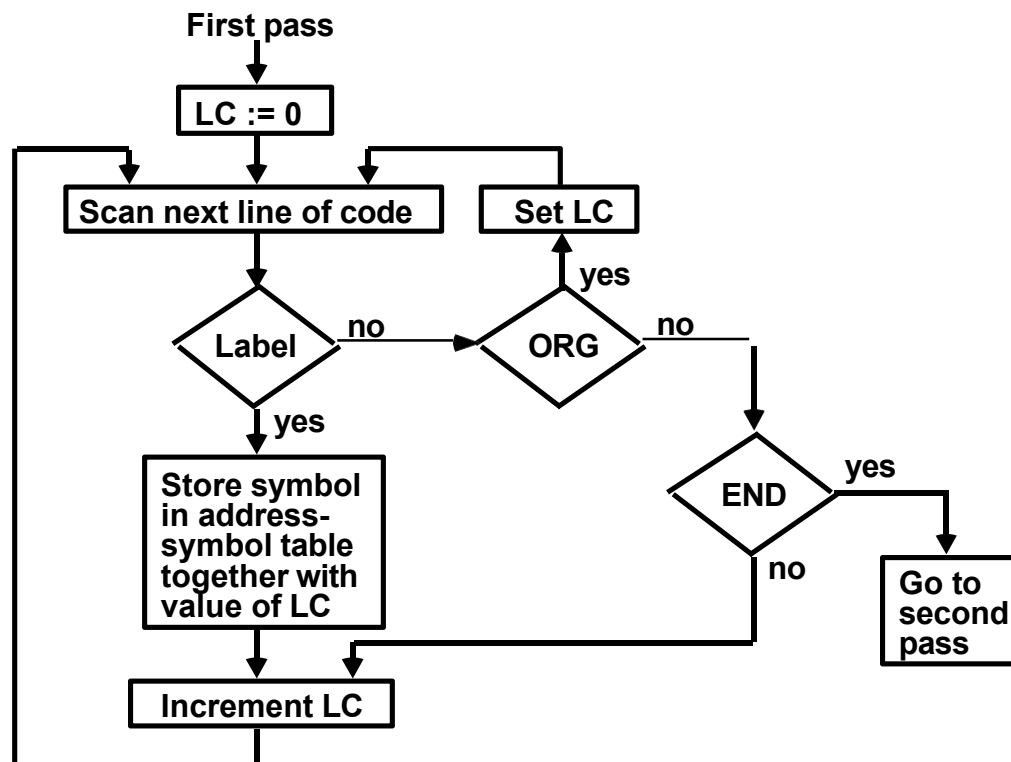 First pass
LC := 0
Scan next line of code
Set LC
yes
Label
no
ORG
no
yes
Store symbol
in address-
symbol table
together with
value of LC
END
yes
no
Go to
second
pass
Increment LC